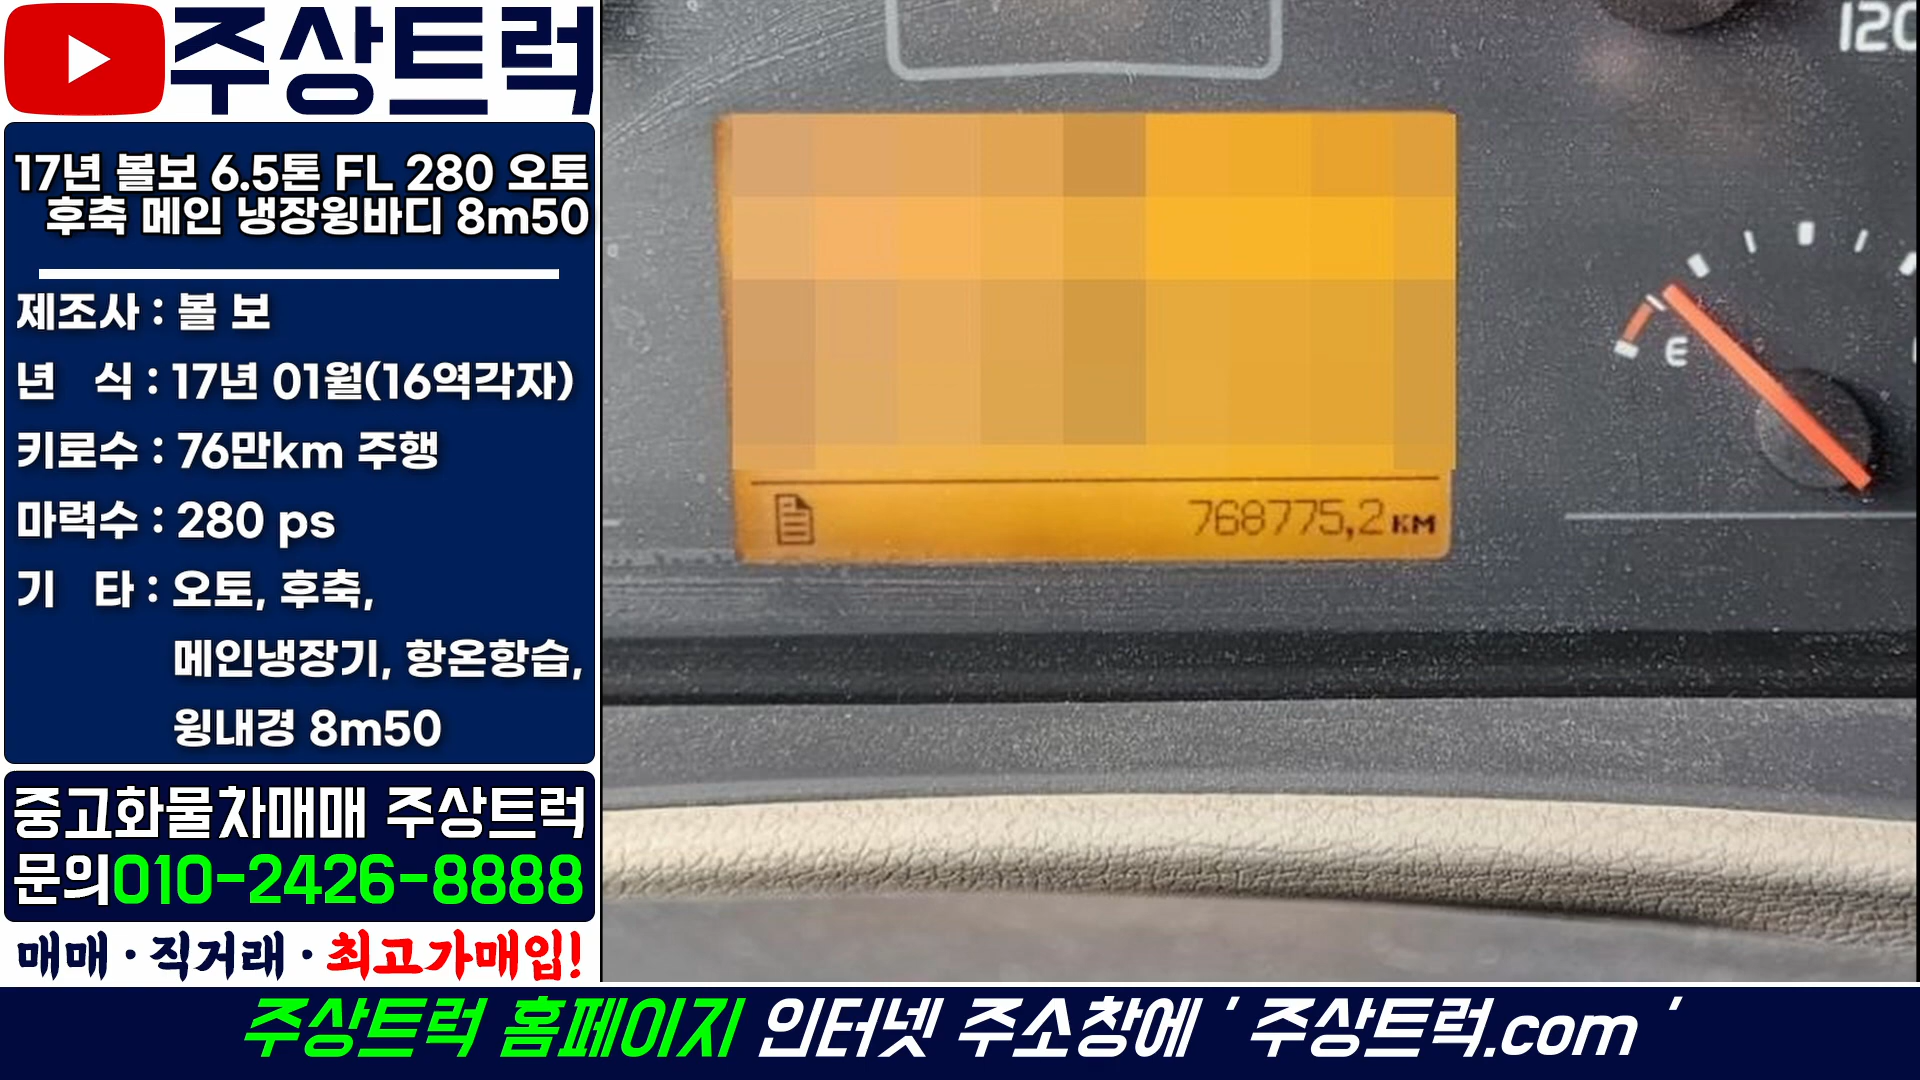 주상트럭
17년 볼보 6.5톤 FL 280 오토
후축 메인 냉장윙바디 8m50
제조사 : 볼 보
년 식 : 17년 01월(16역각자)
키로수 : 76만km 주행
마력수 : 280 ps
기 타 : 오토, 후축,
메인냉장기, 항온항습,
윙내경 8m50
중고화물차매매 주상트럭
문의010-2426-8888
매매 · 직거래 · 최고가매입!
120
E
768775,2 KM
주상트럭 홈페이지 인터넷 주소창에 ' 주상트럭.com '